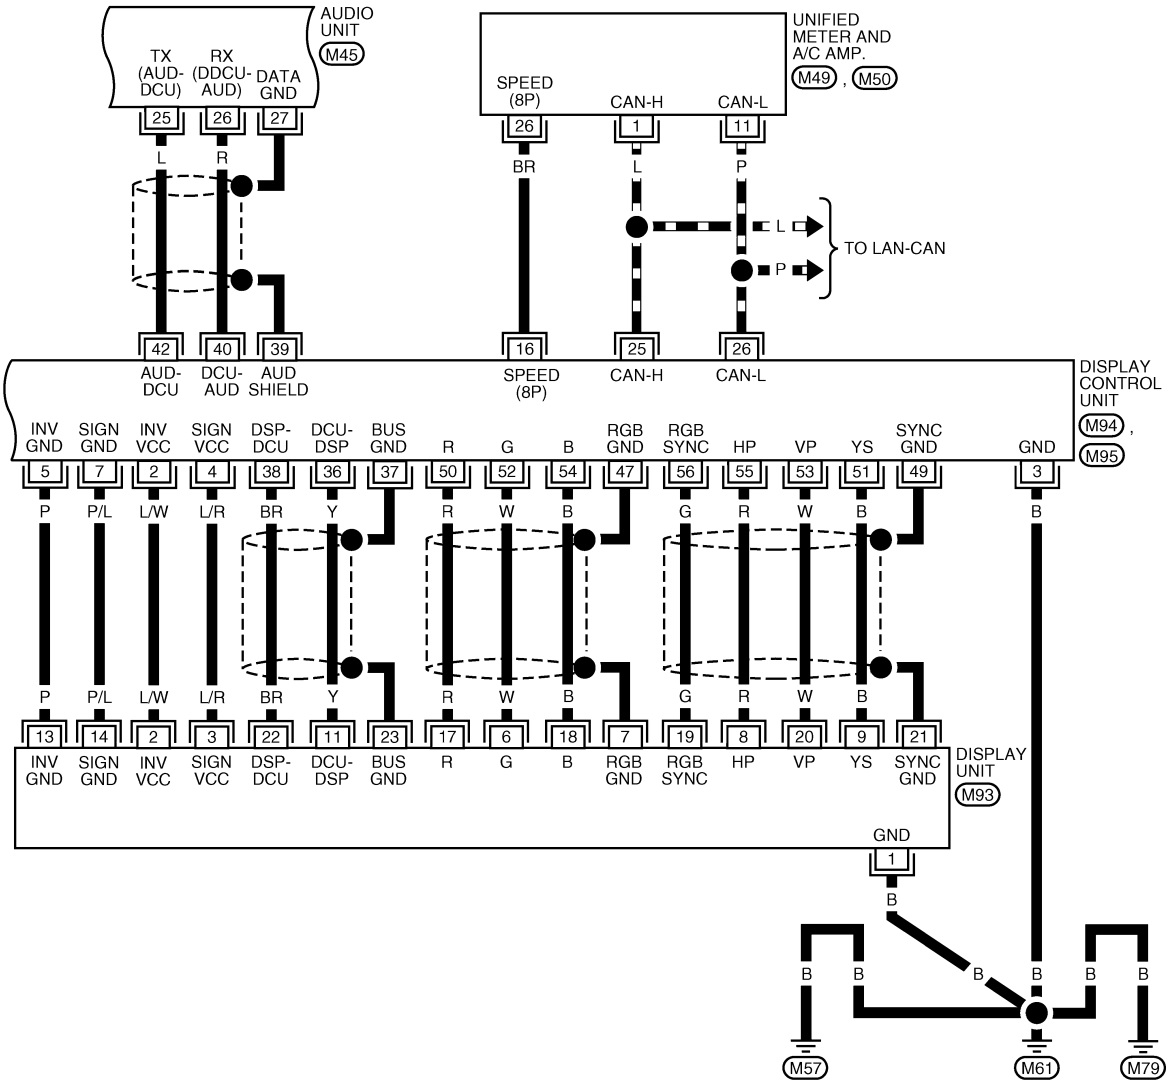 AUDIO
UNIT
M45
TX
(AUD-
DCU)
RX
(DDCU-
AUD)
DATA
GND
25 26 27
L R
UNIFIED
METER AND
A/C AMP.
M49 , M50
SPEED
(8P)
CAN-H CAN-L
26 1 11
BR L P
L
P
TO LAN-CAN
42 40 39 16 25 26
AUD-
DCU
DCU-
AUD
AUD
SHIELD
SPEED
(8P)
CAN-H CAN-L
DISPLAY
CONTROL
UNIT
M94 ,
M95
INV
GND
SIGN
GND
INV
VCC
SIGN
VCC
DSP-
DCU
DCU-
DSP
BUS
GND
R G B
RGB
GND
RGB
SYNC
HP VP YS
SYNC
GND
GND
5 7 2 4 38 36 37 50 52 54 47 56 55 53 51 49 3
P P/L L/W L/R BR Y R W B G R W B B
P P/L L/W L/R BR Y R W B G R W B
13 14 2 3 22 11 23 17 6 18 7 19 8 20 9 21
INV
GND
SIGN
GND
INV
VCC
SIGN
VCC
DSP-
DCU
DCU-
DSP
BUS
GND
R G B
RGB
GND
RGB
SYNC
HP VP YS
SYNC
GND
DISPLAY
UNIT
M93
GND
1
B
B B B B B B
M57 M61 M79